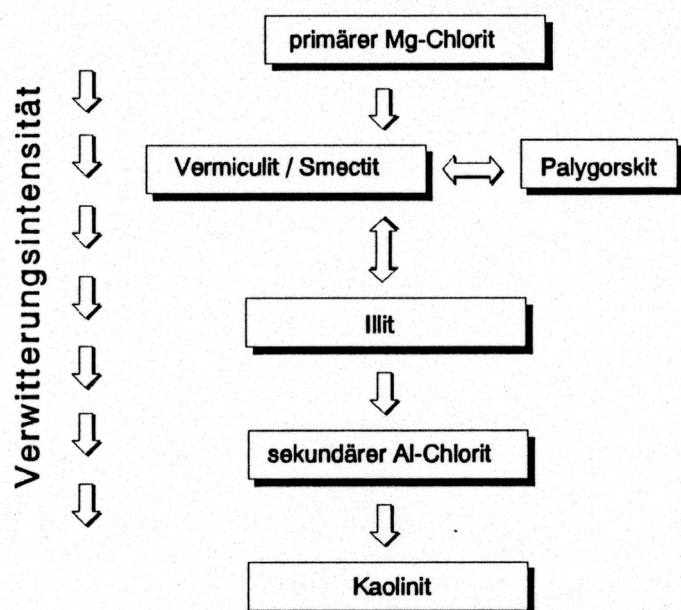 primärer Mg-Chlorit
Verwitterungsintensität
Vermiculit / Smectit
Palygorskit
Illit
sekundärer Al-Chlorit
Kaolinit